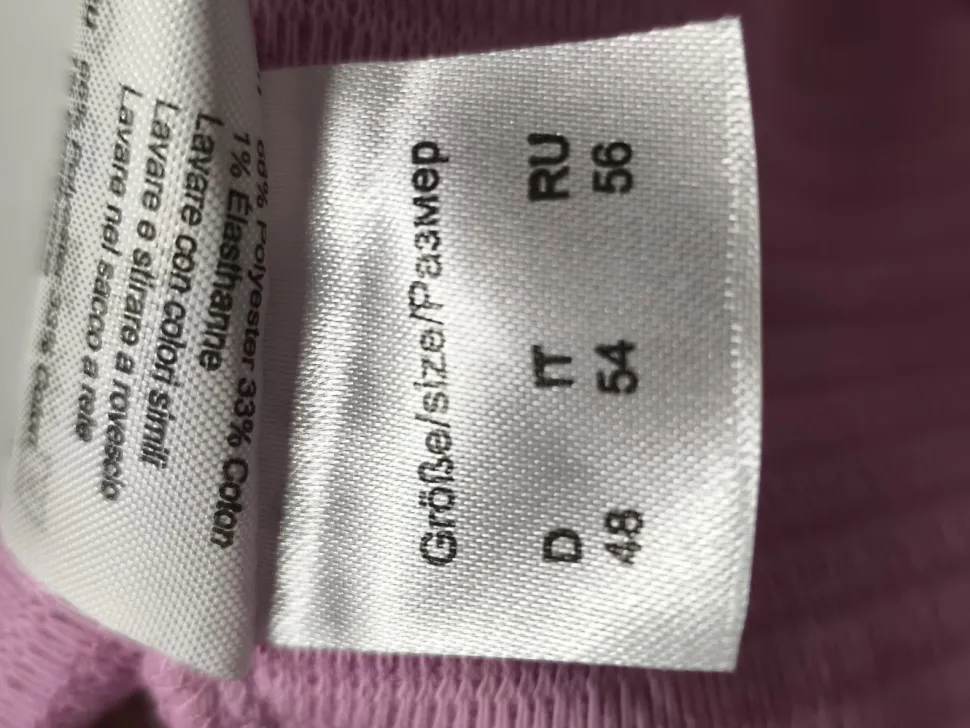 Größe/size/Размер
D IT RU
48 54 56
Polyester 33% Coton
1% Élasthanne
Lavare con colori simili
Lavare e stirare a rovescio
Lavare nel sacco a rete